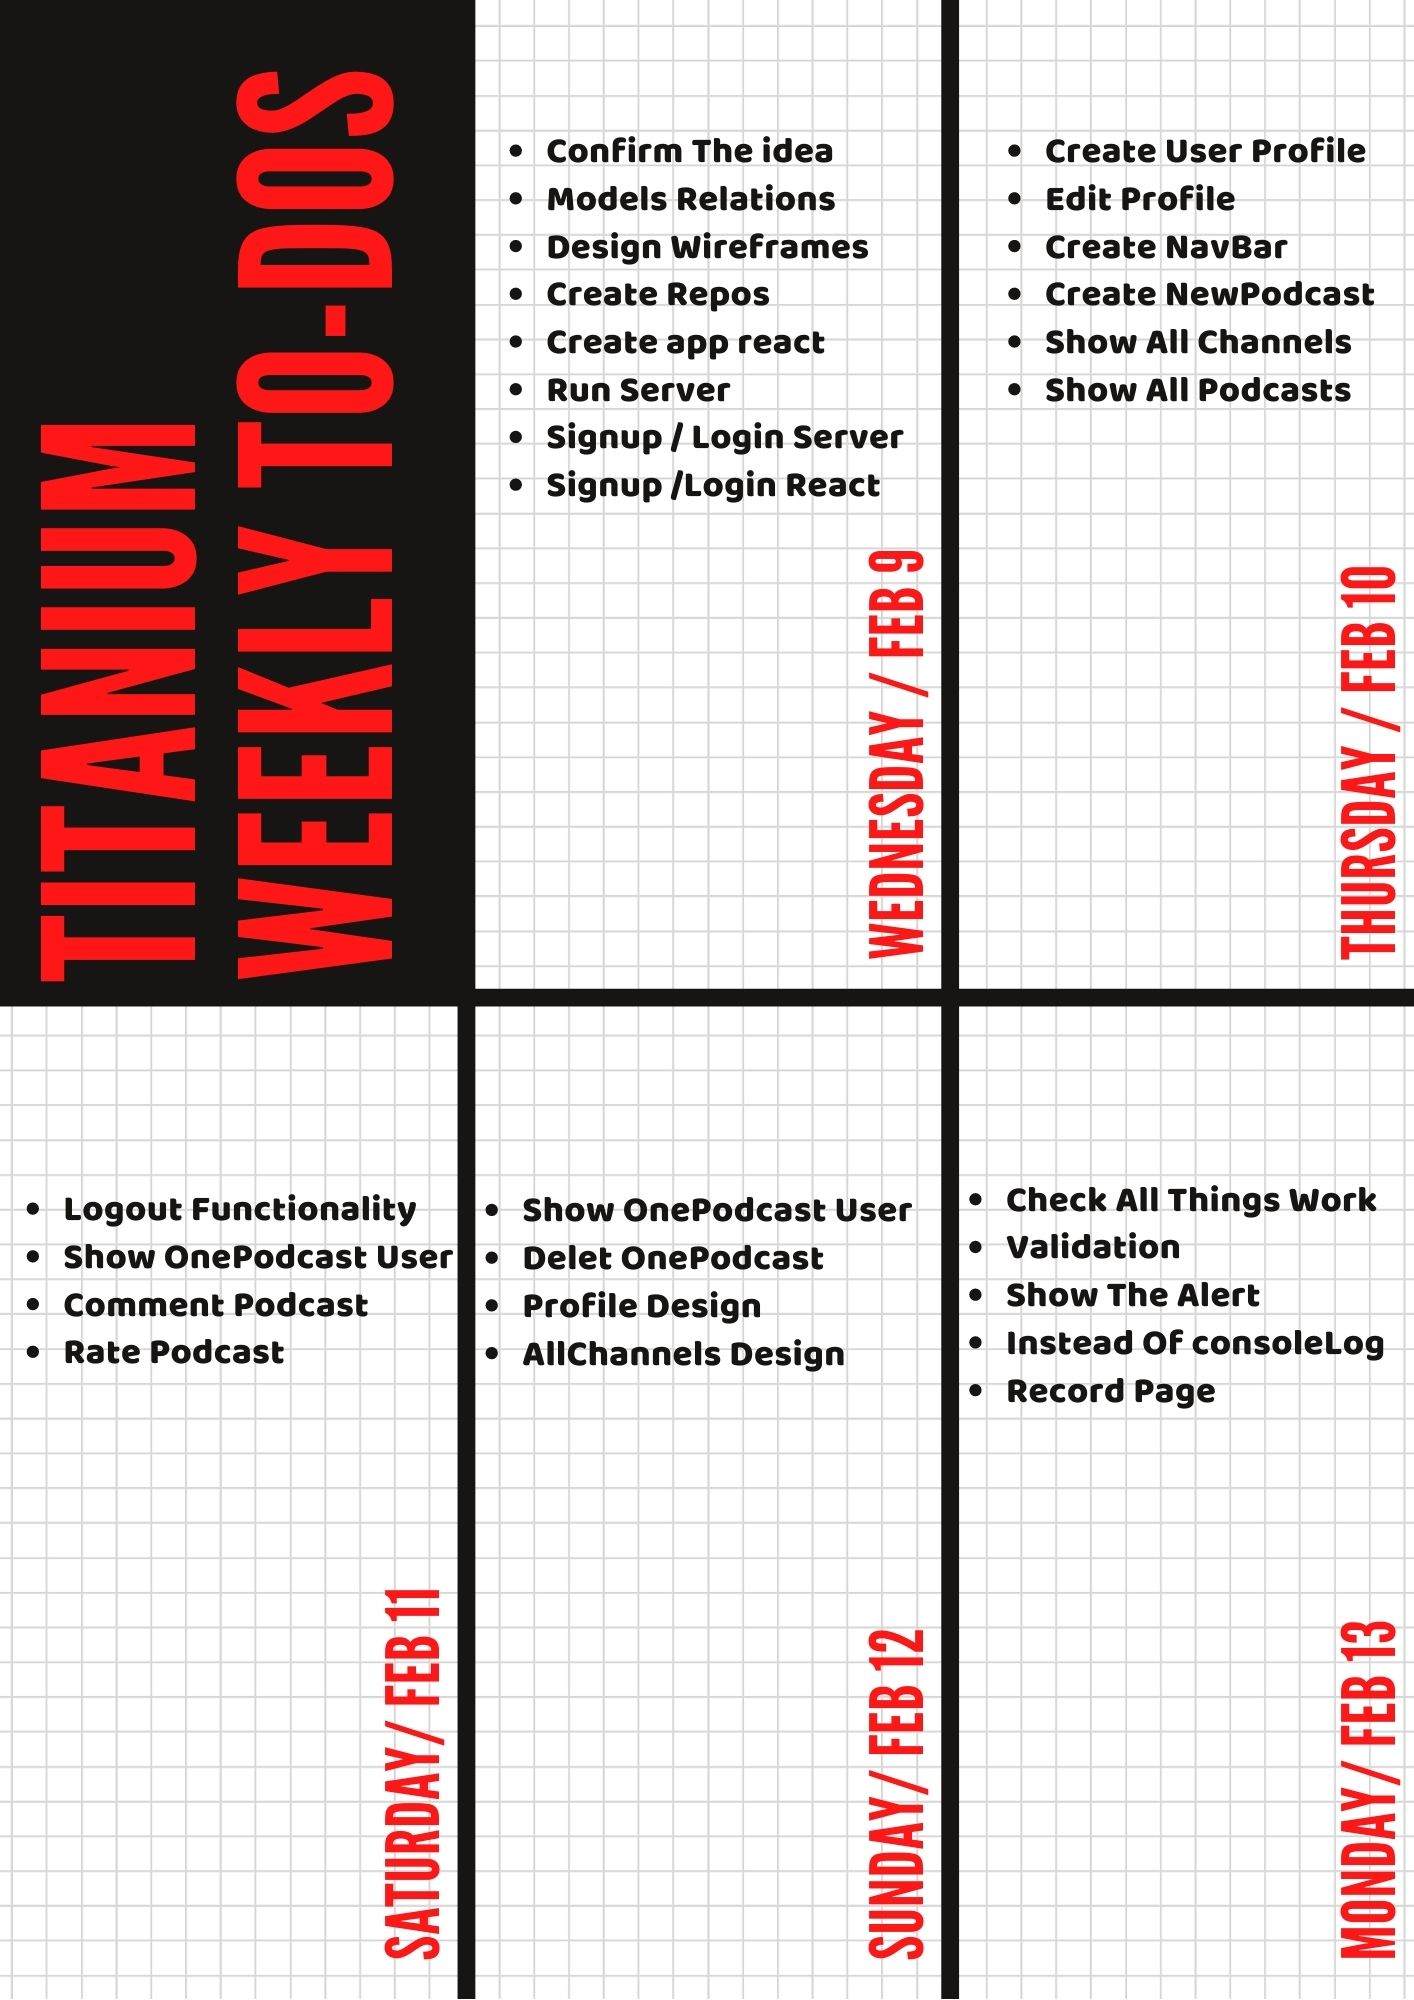 TITANIUM
WEEKLY TO-DOS
Confirm The idea
Models Relations
Design Wireframes
Create Repos
Create app react
Run Server
Signup / Login Server
Signup /Login React
WEDNESDAY / FEB 9
Create User Profile
Edit Profile
Create NavBar
Create NewPodcast
Show All Channels
Show All Podcasts
THURSDAY / FEB 10
Logout Functionality
Show OnePodcast User
Comment Podcast
Rate Podcast
SATURDAY/ FEB 11
Show OnePodcast User
Delet OnePodcast
Profile Design
AllChannels Design
SUNDAY/ FEB 12
Check All Things Work
Validation
Show The Alert
Instead Of consoleLog
Record Page
MONDAY/ FEB 13